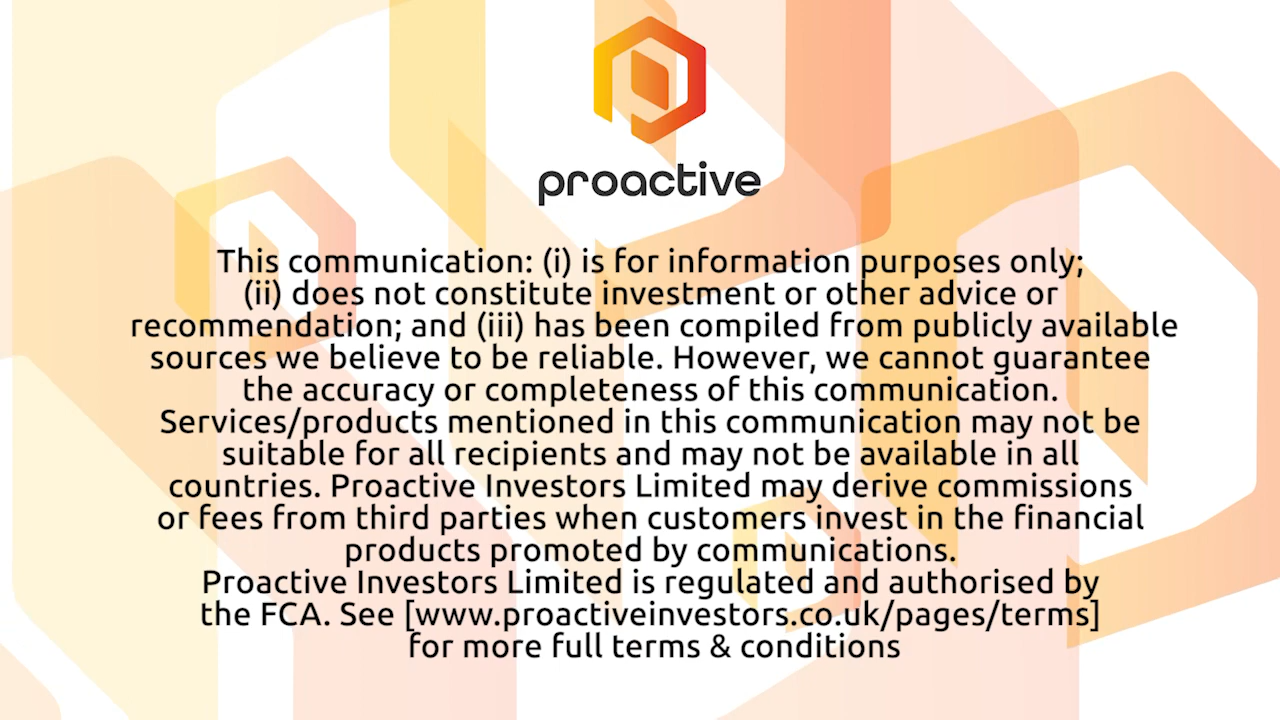 proactive
This communication: (i) is for information purposes only;
(ii) does not constitute investment or other advice or
recommendation; and (iii) has been compiled from publicly available
sources we believe to be reliable. However, we cannot guarantee
the accuracy or completeness of this communication.
Services/products mentioned in this communication may not be
suitable for all recipients and may not be available in all
countries. Proactive Investors Limited may derive commissions
or fees from third parties when customers invest in the financial
products promoted by communications.
Proactive Investors Limited is regulated and authorised by
the FCA. See [www.proactiveinvestors.co.uk/pages/terms]
for more full terms & conditions